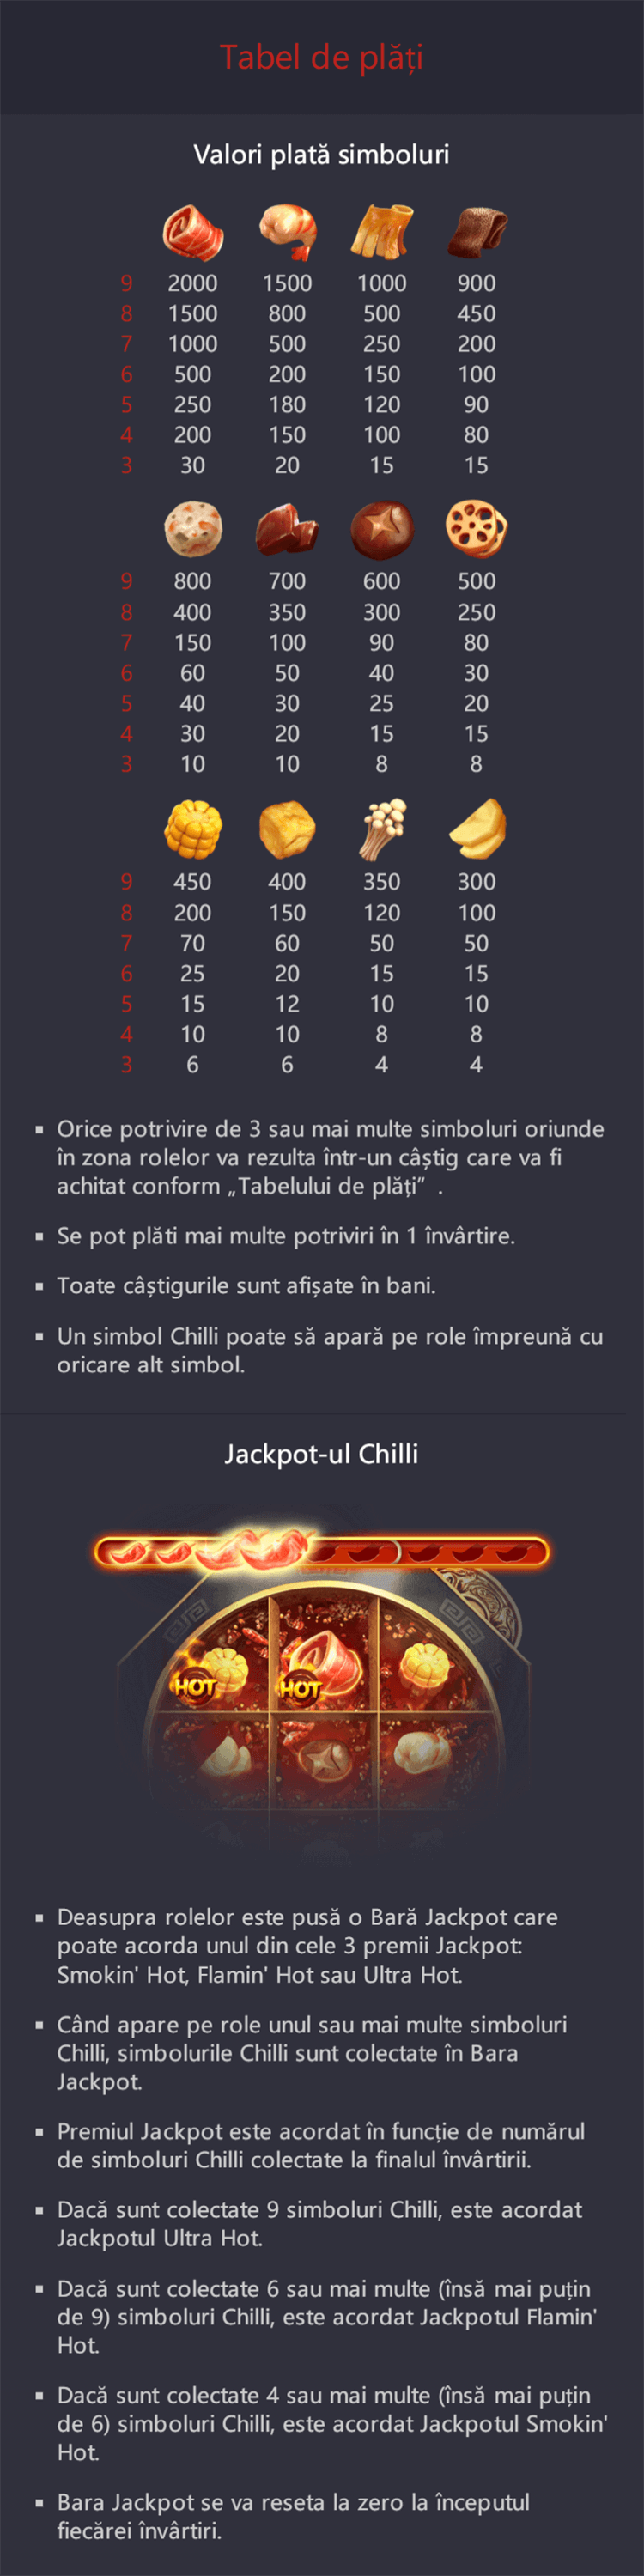 Tabel de plăți
Valori plată simboluri
9 2000 1500 1000 900
8 1500 800 500 450
7 1000 500 250 200
6 500 200 150 100
5 250 180 120 90
4 200 150 100 80
3 30 20 15 15
9 800 700 600 500
8 400 350 300 250
7 150 100 90 80
6 60 50 40 30
5 40 30 25 20
4 30 20 15 15
3 10 10 8 8
9 450 400 350 300
8 200 150 120 100
7 70 60 50 50
6 25 20 15 15
5 15 12 10 10
4 10 10 8 8
3 6 6 4 4
▪ Orice potrivire de 3 sau mai multe simboluri oriunde
în zona rolelor va rezulta într-un câștig care va fi
achitat conform „Tabelului de plăți” .
▪ Se pot plăti mai multe potriviri în 1 învârtire.
▪ Toate câștigurile sunt afișate în bani.
▪ Un simbol Chilli poate să apară pe role împreună cu
oricare alt simbol.
Jackpot-ul Chilli
HOT HOT
▪ Deasupra rolelor este pusă o Bară Jackpot care
poate acorda unul din cele 3 premii Jackpot:
Smokin' Hot, Flamin' Hot sau Ultra Hot.
▪ Când apare pe role unul sau mai multe simboluri
Chilli, simbolurile Chilli sunt colectate în Bara
Jackpot.
▪ Premiul Jackpot este acordat în funcție de numărul
de simboluri Chilli colectate la finalul învârtirii.
▪ Dacă sunt colectate 9 simboluri Chilli, este acordat
Jackpotul Ultra Hot.
▪ Dacă sunt colectate 6 sau mai multe (însă mai puțin
de 9) simboluri Chilli, este acordat Jackpotul Flamin'
Hot.
▪ Dacă sunt colectate 4 sau mai multe (însă mai puțin
de 6) simboluri Chilli, este acordat Jackpotul Smokin'
Hot.
▪ Bara Jackpot se va reseta la zero la începutul
fiecărei învârtiri.